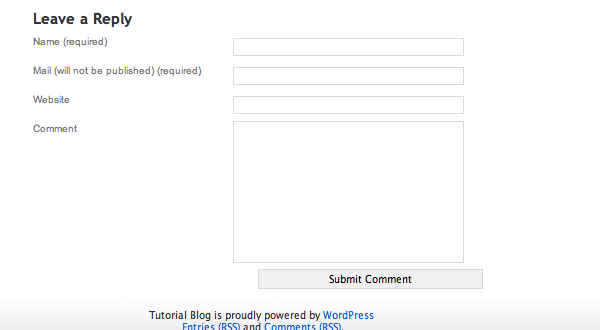 Leave a Reply
Name (required)
Mail (will not be published) (required)
Website
Comment
Submit Comment
Tutorial Blog is proudly powered by WordPress
Entries (RSS) and Comments (RSS).